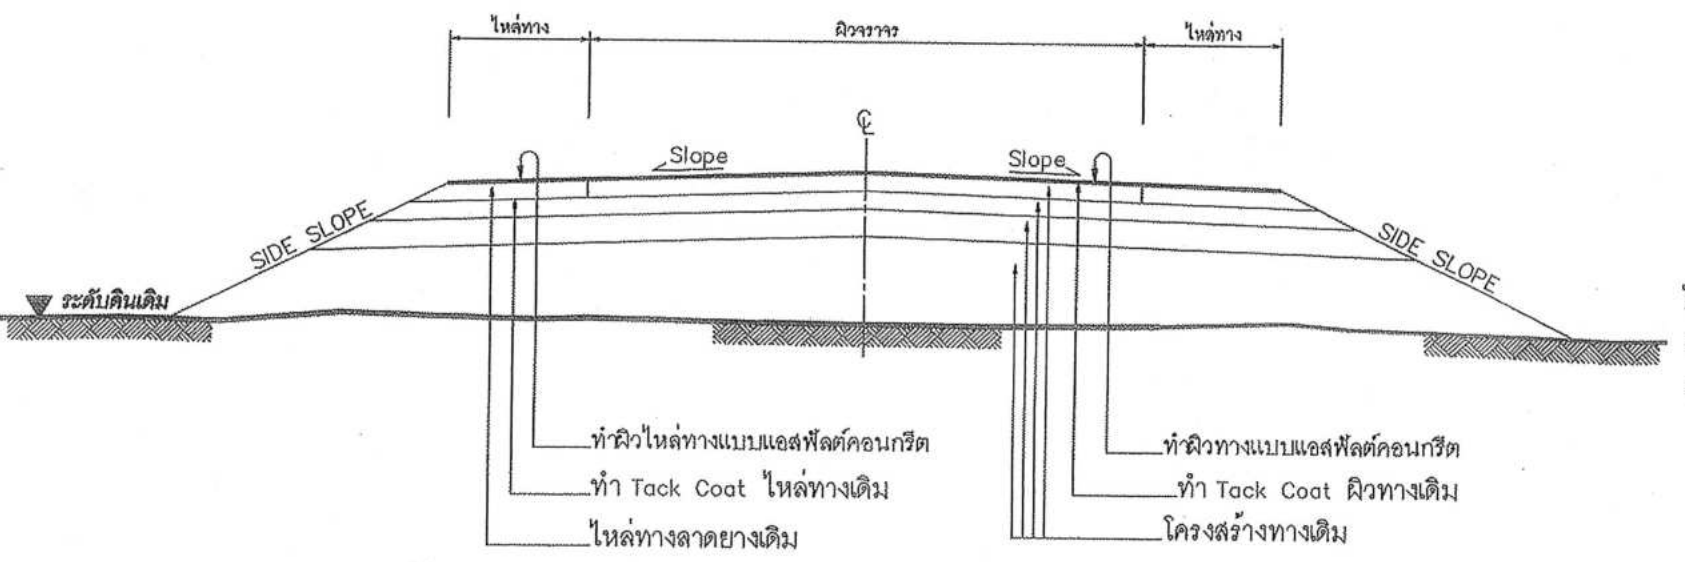 ไหล่ทาง ผิวจราจร ไหล่ทาง
℄
Slope Slope
SIDE SLOPE SIDE SLOPE
ระดับดินเดิม
ทำผิวไหล่ทางแบบแอสฟัลต์คอนกรีต ทำผิวทางแบบแอสฟัลต์คอนกรีต
ทำ Tack Coat ไหล่ทางเดิม ทำ Tack Coat ผิวทางเดิม
ไหล่ทางลาดยางเดิม โครงสร้างทางเดิม